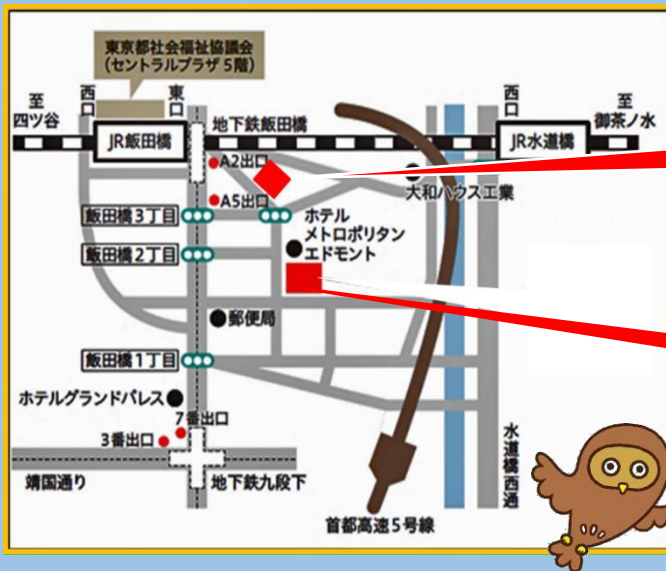 東京都社会福祉協議会
(セントラルプラザ 5階)
至
四ツ谷
西口
東口
地下鉄飯田橋
西口
至
御茶ノ水
JR飯田橋
JR水道橋
A2出口
大和ハウス工業
A5出口
飯田橋3丁目
ホテル
メトロポリタン
エドモント
飯田橋2丁目
郵便局
飯田橋1丁目
ホテルグランドパレス
7番出口
3番出口
靖国通り
地下鉄九段下
水道橋西通
首都高速5号線